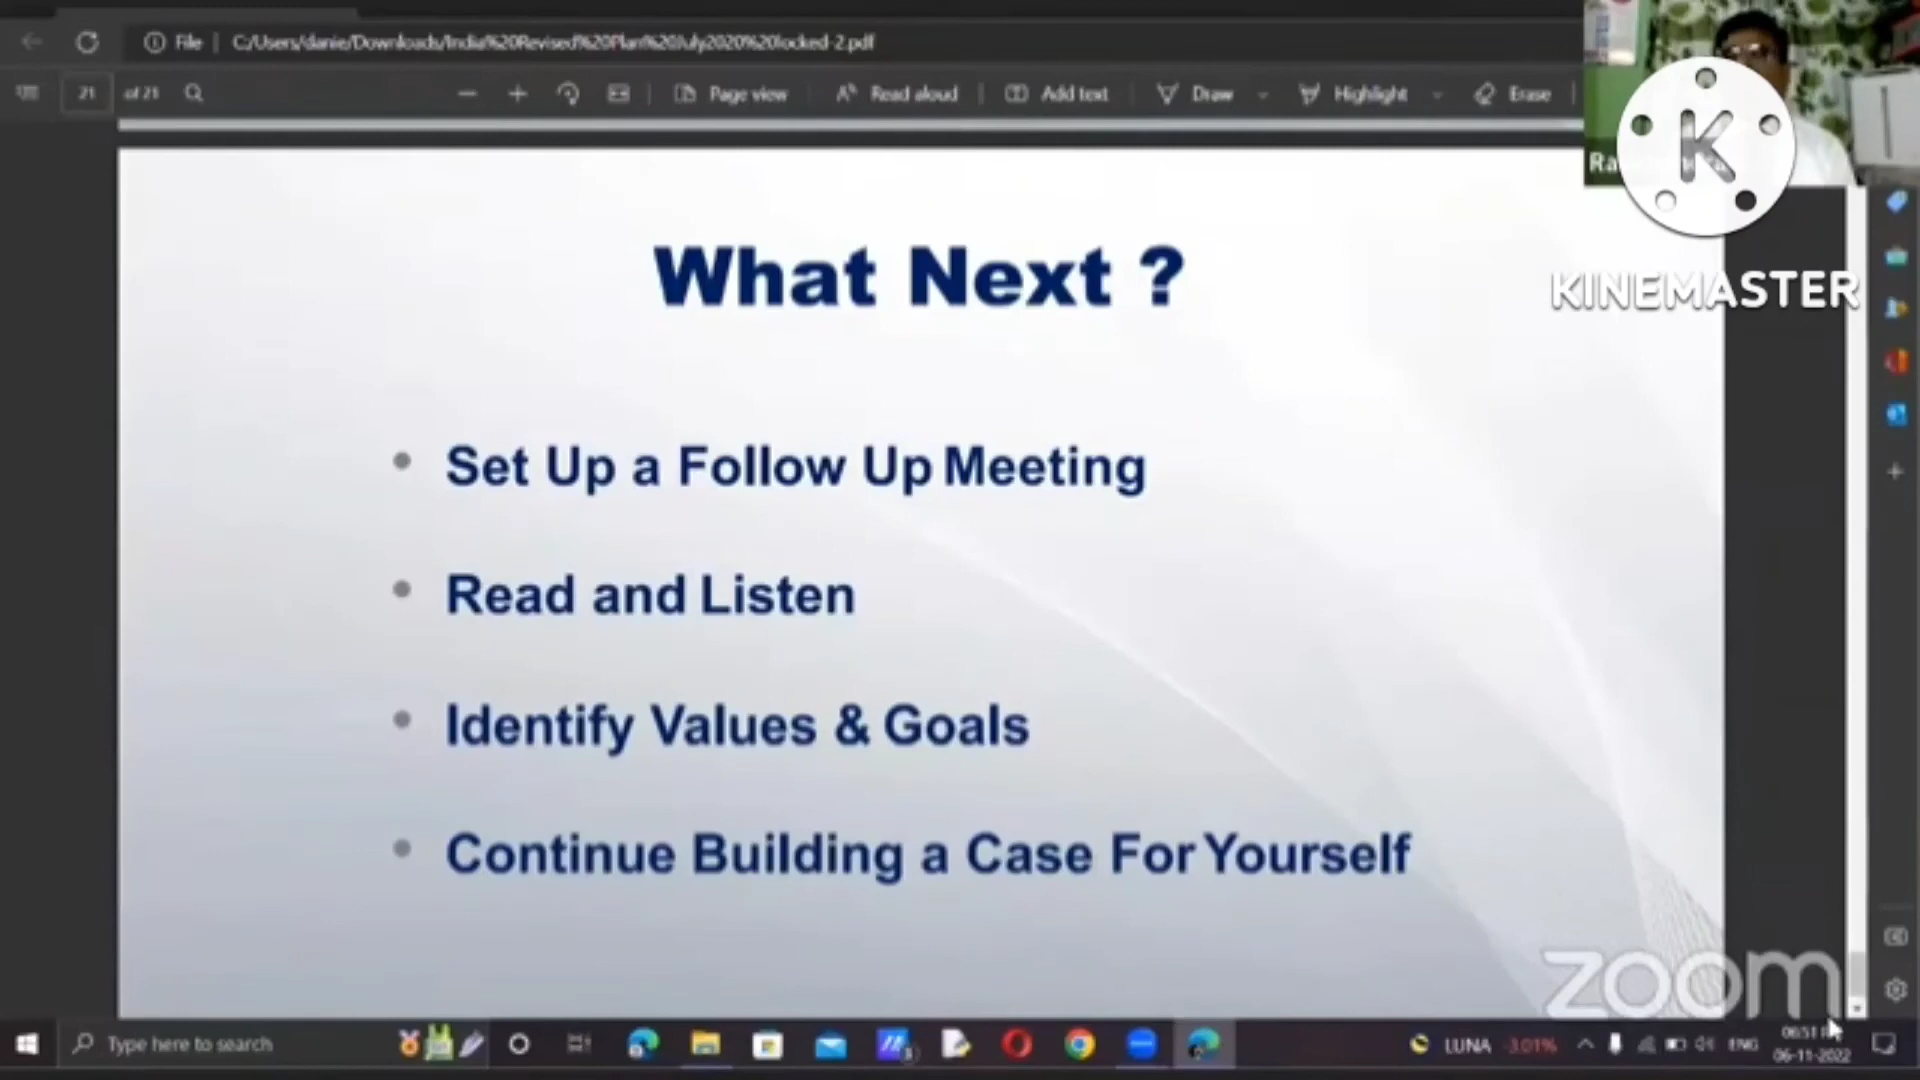 File
C:/Users/danie/Downloads/India%20Revised%20Plan%20July2020%20locked-2.pdf
21 of 21
Page view
Read aloud
Add text
Draw
Highlight
Erase
KINEMASTER
What Next ?
• Set Up a Follow Up Meeting
• Read and Listen
• Identify Values & Goals
• Continue Building a Case For Yourself
zoom
Type here to search
LUNA -3.01%
ENG
06-11-2022